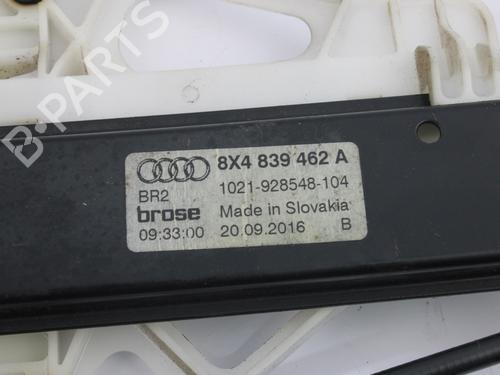 B-PARTS
8X4 839 462 A
BR2 1021-928548-104
brose Made in Slovakia
09:33:00 20.09.2016 B